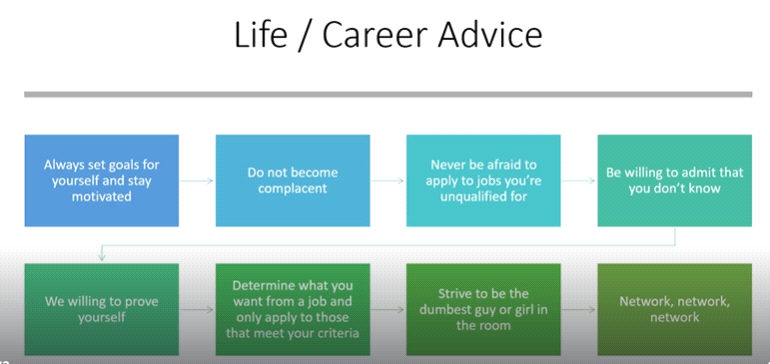 Life / Career Advice
Always set goals for
yourself and stay
motivated
Do not become
complacent
Never be afraid to
apply to jobs you're
unqualified for
Be willing to admit that
you don't know
We willing to prove
yourself
Determine what you
want from a job and
only apply to those
that meet your criteria
Strive to be the
dumbest guy or girl in
the room
Network, network,
network